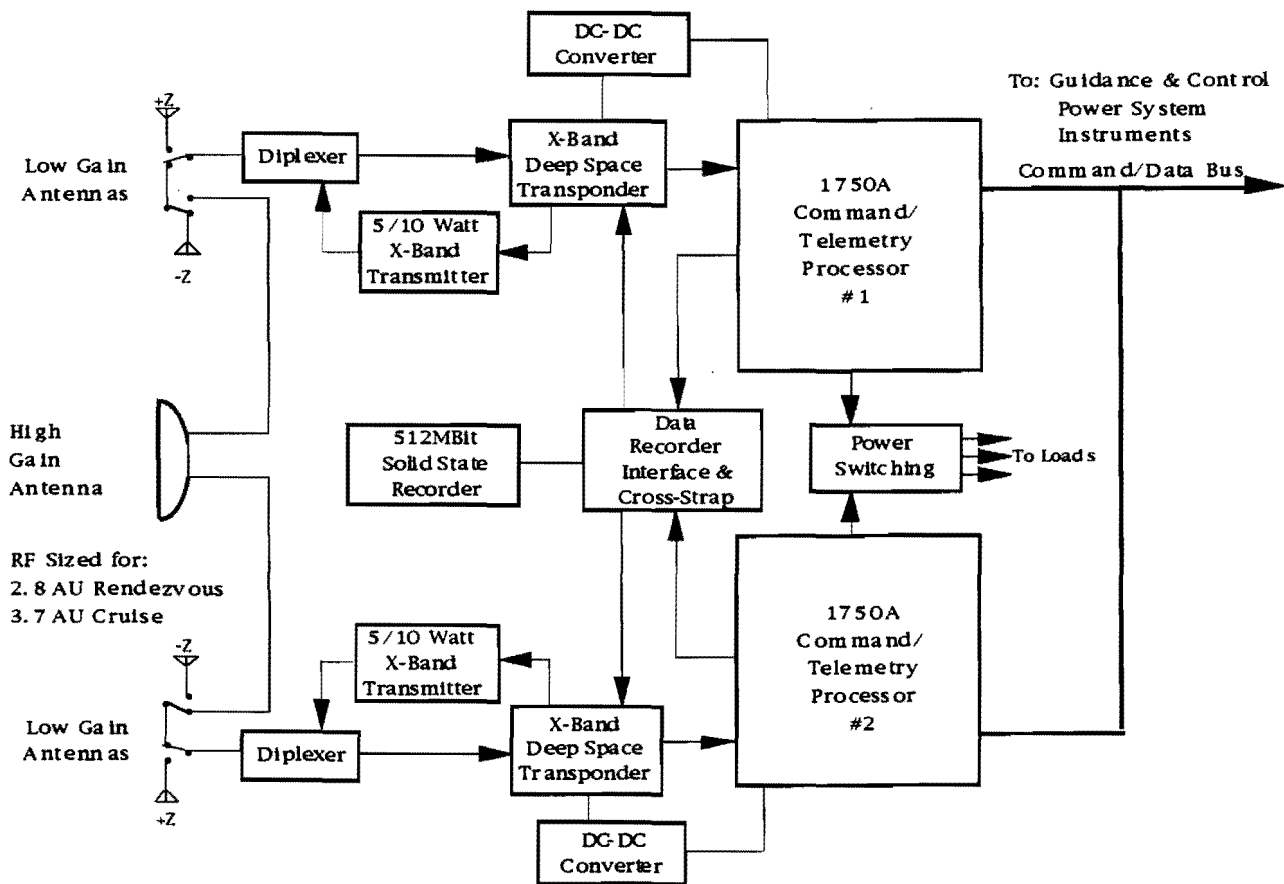 DC-DC
Converter
To: Guidance & Control
Power System
Instruments
Command/Data Bus
+Z
Low Gain
Antennas
-Z
Diplexer
X-Band
Deep Space
Transponder
5/10 Watt
X-Band
Transmitter
1750A
Command/
Telemetry
Processor
#1
High
Gain
Antenna
512MBit
Solid State
Recorder
Data
Recorder
Interface &
Cross-Strap
Power
Switching
To Loads
RF Sized for:
2.8 AU Rendezvous
3.7 AU Cruise
-Z
Low Gain
Antennas
+Z
5/10 Watt
X-Band
Transmitter
Diplexer
X-Band
Deep Space
Transponder
1750A
Command/
Telemetry
Processor
#2
DC-DC
Converter